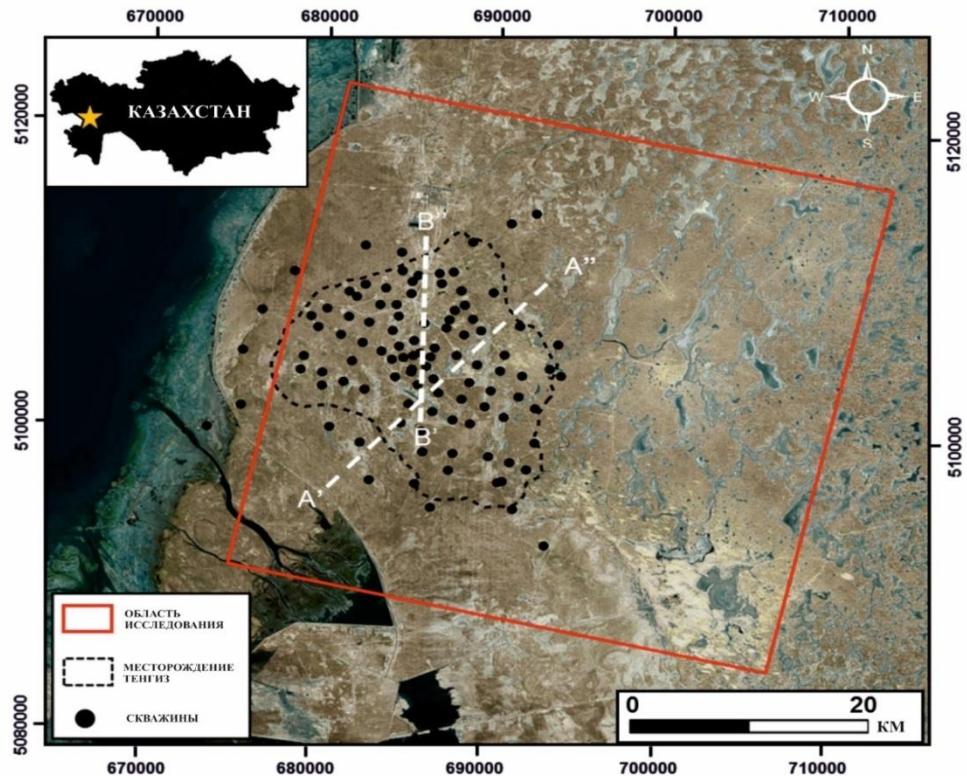 670000 680000 690000 700000 710000
КАЗАХСТАН
N
W E
S
5120000
5120000
B"
A"
5100000
5100000
B'
A'
ОБЛАСТЬ
ИССЛЕДОВАНИЯ
МЕСТОРОЖДЕНИЕ
ТЕНГИЗ
СКВАЖИНЫ
0 20
КМ
5080000
670000 680000 690000 700000 710000